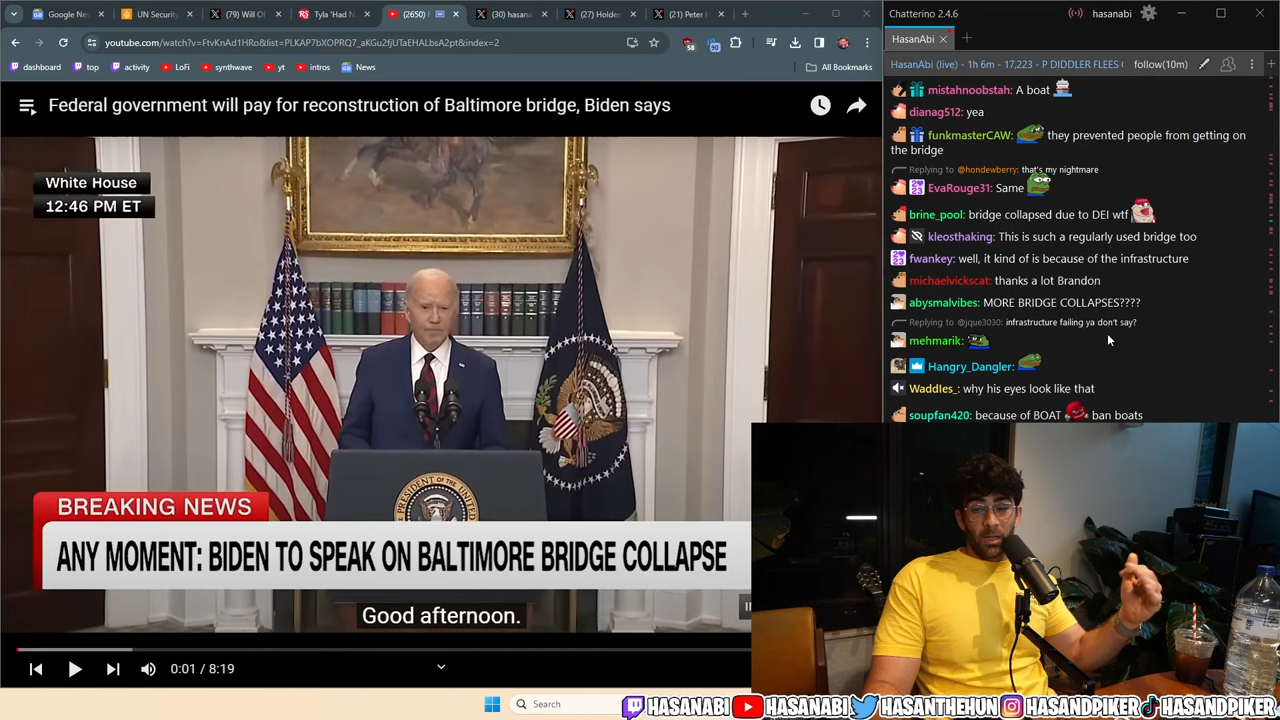 Google New
UN Security
(79) Will Of
Tyla 'Had N
(2650) F
(30) hasana
(27) Holden
(21) Peter H
youtube.com/watch?v=FtvKnAd1HRo&list=PLKAP7bXOPRQ7_aKGu2fjUTaEHALbsA2pt&index=2
58
90
dashboard
top
activity
LoFi
synthwave
yt
intros
News
All Bookmarks
Federal government will pay for reconstruction of Baltimore bridge, Biden says
White House
12:46 PM ET
BREAKING NEWS
ANY MOMENT: BIDEN TO SPEAK ON BALTIMORE BRIDGE COLLAPSE
Good afternoon.
0:01 / 8:19
Search
Chatterino 2.4.6
hasanabi
HasanAbi
HasanAbi (live) - 1h 6m - 17,223 - P DIDDLER FLEES
follow(10m)
mistahnoobstah: A boat
dianag512: yea
funkmasterCAW: they prevented people from getting on
the bridge
Replying to @hondewberry: that's my nightmare
EvaRouge31: Same
brine_pool: bridge collapsed due to DEI wtf
kleosthaking: This is such a regularly used bridge too
fwankey: well, it kind of is because of the infrastructure
michaelvickscat: thanks a lot Brandon
abysmalvibes: MORE BRIDGE COLLAPSES????
Replying to @jque3030: infrastructure failing ya don't say?
mehmarik:
Hangry_Dangler:
Waddles_: why his eyes look like that
soupfan420: because of BOAT ban boats
HASANABI
HASANABI
HASANTHEHUN
HASANDPIKER
HASANDPIKER